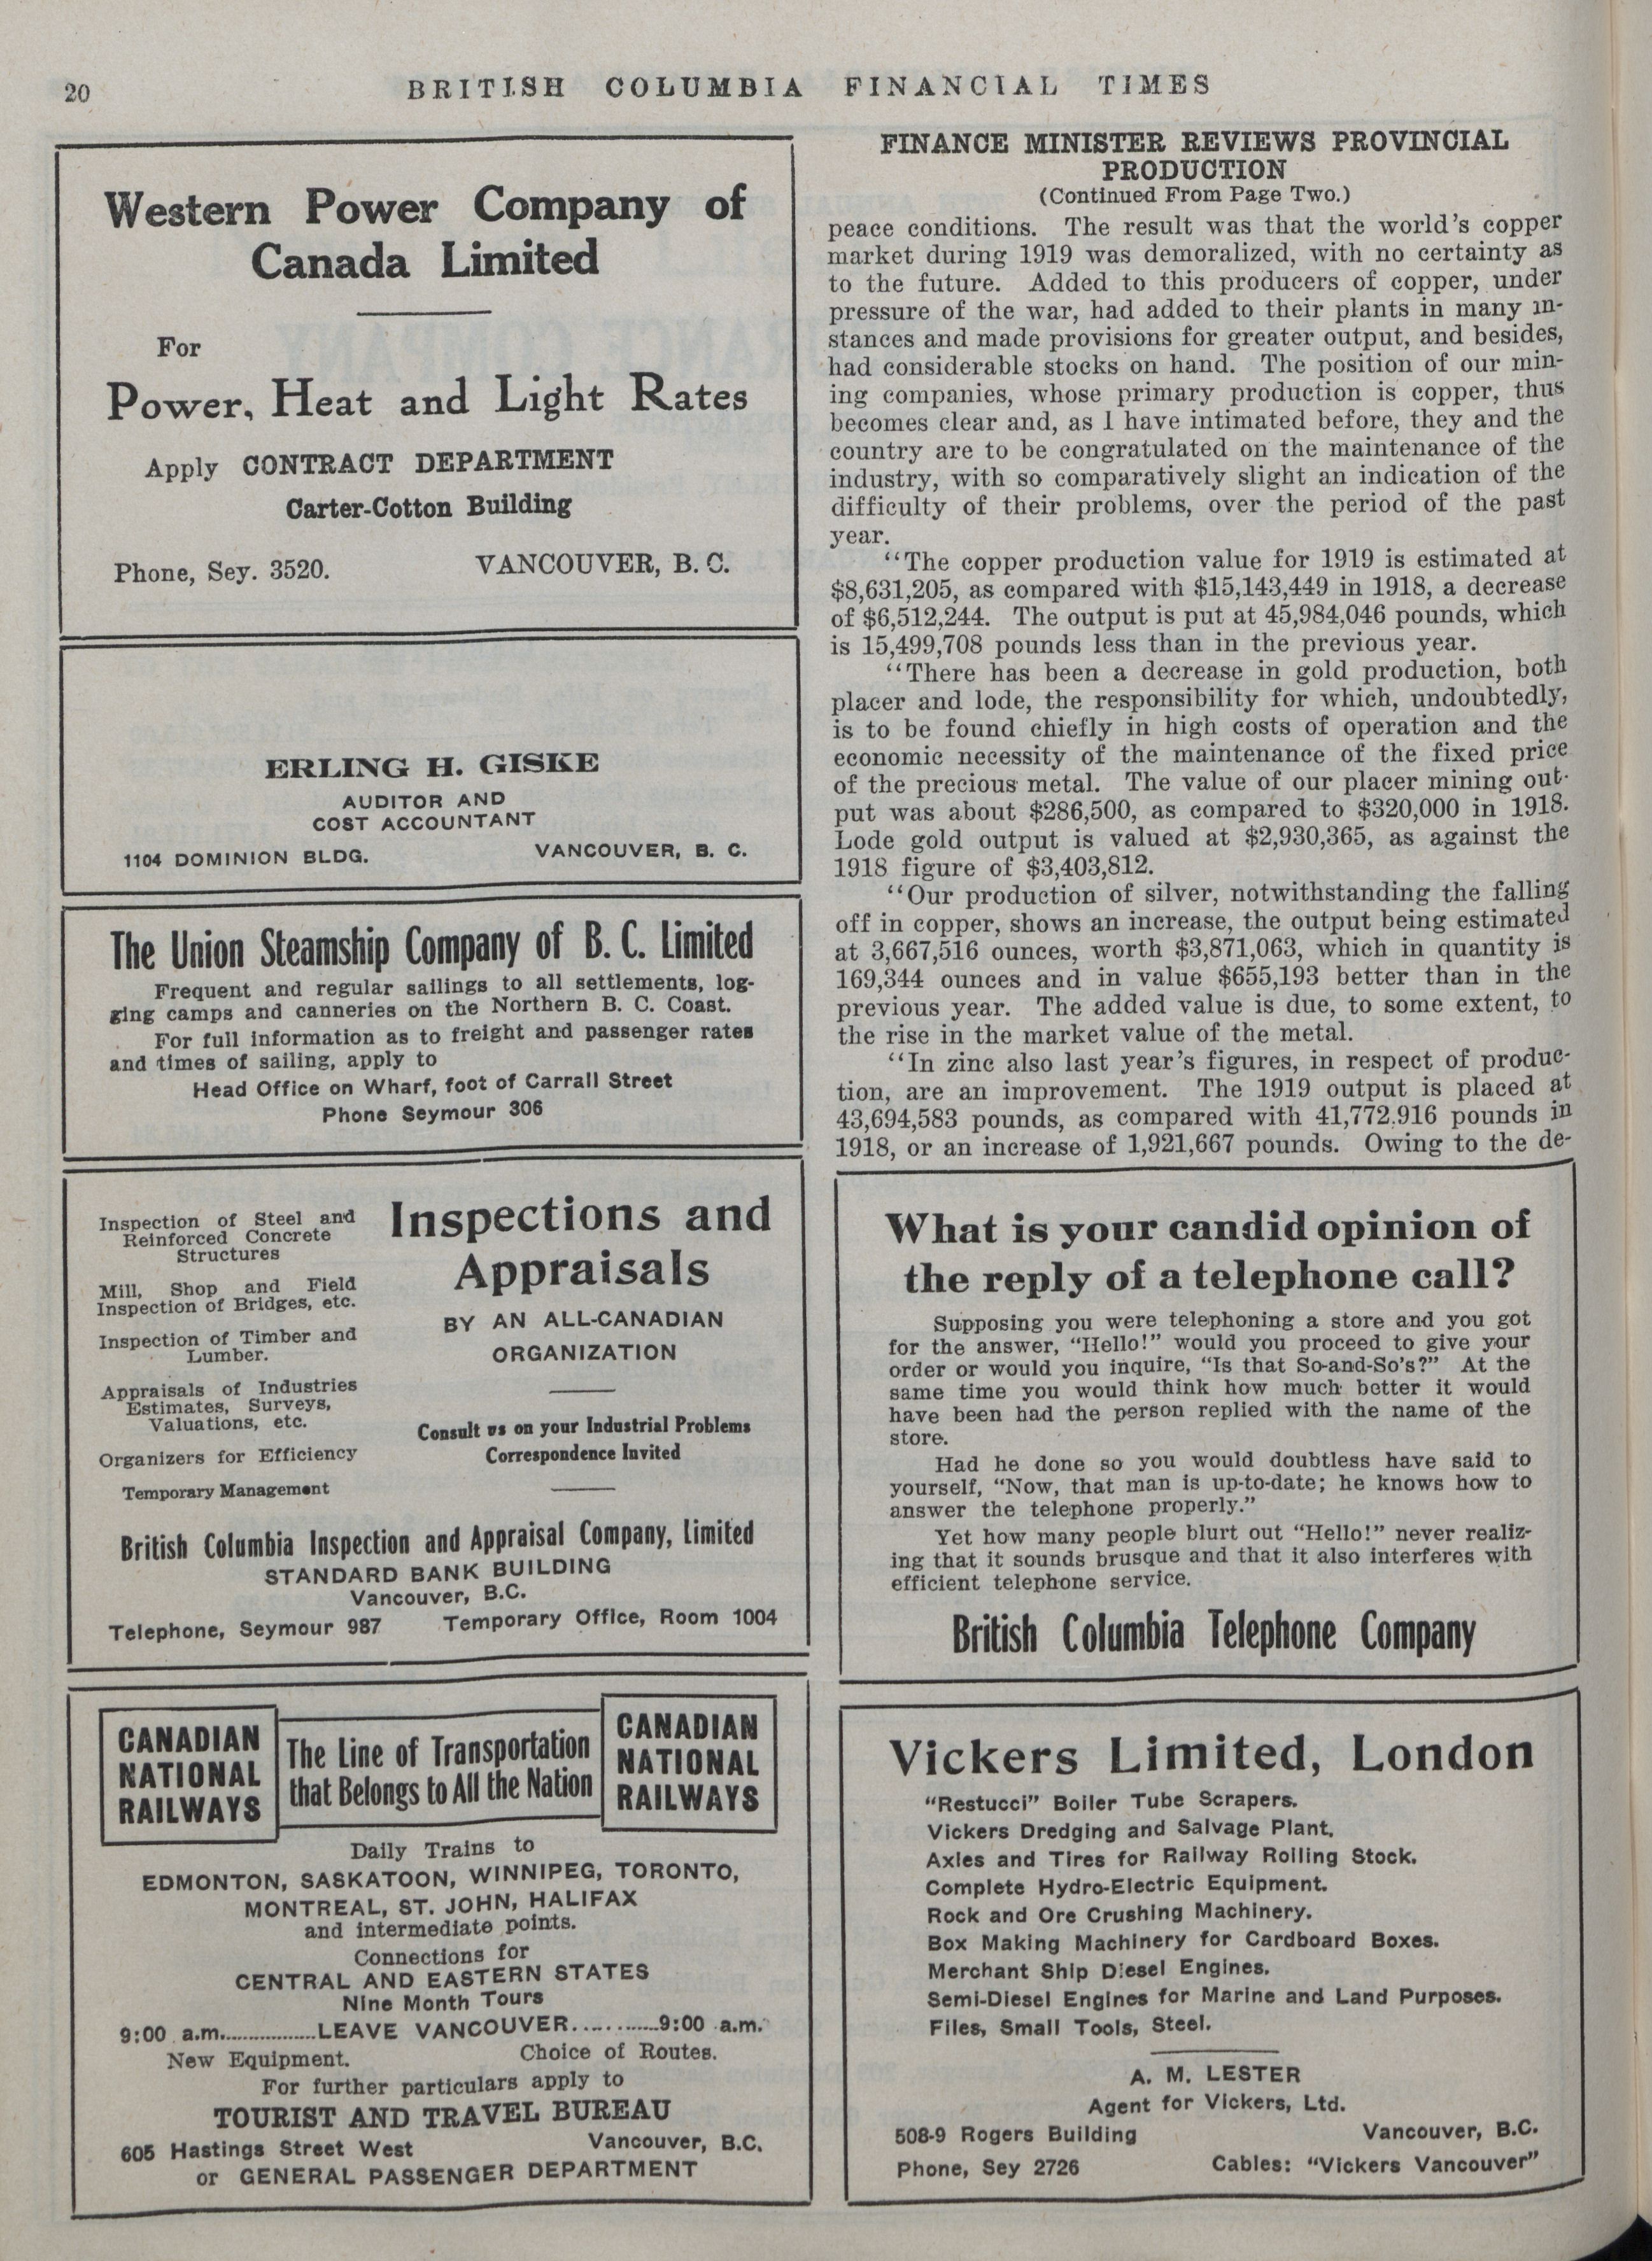 20
BRITISH COLUMBIA FINANCIAL TIMES
Western Power Company of
Canada Limited
For
Power, Heat and Light Rates
Apply CONTRACT DEPARTMENT
Carter-Cotton Building
Phone, Sey. 3520. VANCOUVER, B. C.
ERLING H. GISKE
AUDITOR AND
COST ACCOUNTANT
1104 DOMINION BLDG. VANCOUVER, B. C.
The Union Steamship Company of B. C. Limited
Frequent and regular sailings to all settlements, log-
ging camps and canneries on the Northern B. C. Coast.
For full information as to freight and passenger rates
and times of sailing, apply to
Head Office on Wharf, foot of Carrall Street
Phone Seymour 306
Inspection of Steel and
Reinforced Concrete
Structures
Mill, Shop and Field
Inspection of Bridges, etc.
Inspection of Timber and
Lumber.
Appraisals of Industries
Estimates, Surveys,
Valuations, etc.
Organizers for Efficiency
Temporary Management
Inspections and
Appraisals
BY AN ALL-CANADIAN
ORGANIZATION
Consult us on your Industrial Problems
Correspondence Invited
British Columbia Inspection and Appraisal Company, Limited
STANDARD BANK BUILDING
Vancouver, B.C.
Telephone, Seymour 987 Temporary Office, Room 1004
CANADIAN
NATIONAL
RAILWAYS
The Line of Transportation
that Belongs to All the Nation
CANADIAN
NATIONAL
RAILWAYS
Daily Trains to
EDMONTON, SASKATOON, WINNIPEG, TORONTO,
MONTREAL, ST. JOHN, HALIFAX
and intermediate points.
Connections for
CENTRAL AND EASTERN STATES
Nine Month Tours
9:00 a.m................LEAVE VANCOUVER............9:00 a.m.
New Equipment. Choice of Routes.
For further particulars apply to
TOURIST AND TRAVEL BUREAU
605 Hastings Street West Vancouver, B.C.
or GENERAL PASSENGER DEPARTMENT
FINANCE MINISTER REVIEWS PROVINCIAL
PRODUCTION
(Continued From Page Two.)
peace conditions. The result was that the world's copper
market during 1919 was demoralized, with no certainty as
to the future. Added to this producers of copper, under
pressure of the war, had added to their plants in many in-
stances and made provisions for greater output, and besides,
had considerable stocks on hand. The position of our min-
ing companies, whose primary production is copper, thus
becomes clear and, as I have intimated before, they and the
country are to be congratulated on the maintenance of the
industry, with so comparatively slight an indication of the
difficulty of their problems, over the period of the past
year.
"The copper production value for 1919 is estimated at
$8,631,205, as compared with $15,143,449 in 1918, a decrease
of $6,512,244. The output is put at 45,984,046 pounds, which
is 15,499,708 pounds less than in the previous year.
"There has been a decrease in gold production, both
placer and lode, the responsibility for which, undoubtedly,
is to be found chiefly in high costs of operation and the
economic necessity of the maintenance of the fixed price
of the precious metal. The value of our placer mining out-
put was about $286,500, as compared to $320,000 in 1918.
Lode gold output is valued at $2,930,365, as against the
1918 figure of $3,403,812.
"Our production of silver, notwithstanding the falling
off in copper, shows an increase, the output being estimated
at 3,667,516 ounces, worth $3,871,063, which in quantity is
169,344 ounces and in value $655,193 better than in the
previous year. The added value is due, to some extent, to
the rise in the market value of the metal.
"In zinc also last year's figures, in respect of produc-
tion, are an improvement. The 1919 output is placed at
43,694,583 pounds, as compared with 41,772,916 pounds in
1918, or an increase of 1,921,667 pounds. Owing to the de-
What is your candid opinion of
the reply of a telephone call?
Supposing you were telephoning a store and you got
for the answer, "Hello!" would you proceed to give your
order or would you inquire, "Is that So-and-So's?" At the
same time you would think how much better it would
have been had the person replied with the name of the
store.
Had he done so you would doubtless have said to
yourself, "Now, that man is up-to-date; he knows how to
answer the telephone properly."
Yet how many people blurt out "Hello!" never realiz-
ing that it sounds brusque and that it also interferes with
efficient telephone service.
British Columbia Telephone Company
Vickers Limited, London
"Restucci" Boiler Tube Scrapers.
Vickers Dredging and Salvage Plant.
Axles and Tires for Railway Rolling Stock.
Complete Hydro-Electric Equipment.
Rock and Ore Crushing Machinery.
Box Making Machinery for Cardboard Boxes.
Merchant Ship Diesel Engines.
Semi-Diesel Engines for Marine and Land Purposes.
Files, Small Tools, Steel.
A. M. LESTER
Agent for Vickers, Ltd.
508-9 Rogers Building Vancouver, B.C.
Phone, Sey 2726 Cables: "Vickers Vancouver"